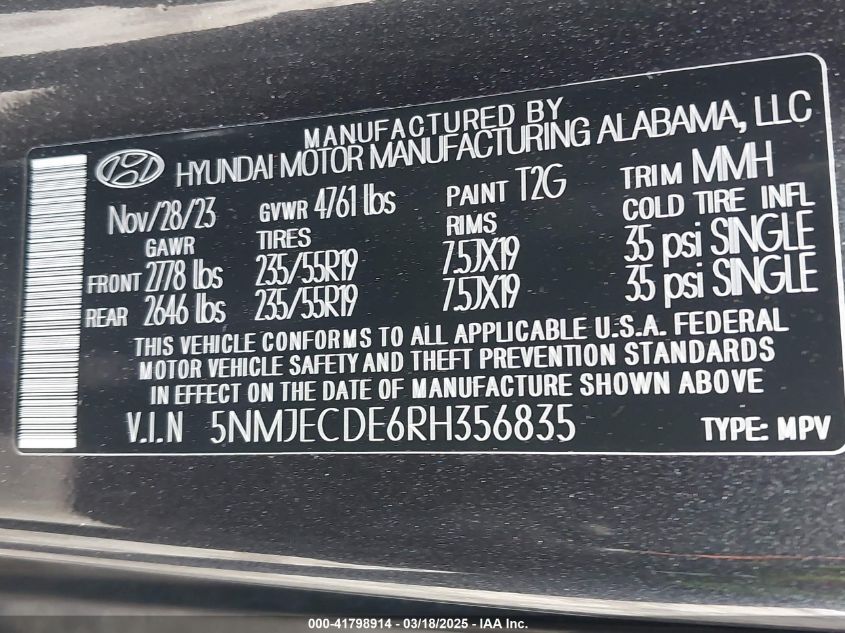 MANUFACTURED BY
HYUNDAI MOTOR MANUFACTURING ALABAMA, LLC
Nov/28/23 GVWR 4761 lbs PAINT T2G TRIM MMH
GAWR TIRES RIMS COLD TIRE INFL
FRONT 2778 lbs 235/55R19 7.5JX19 35 psi SINGLE
REAR 2646 lbs 235/55R19 7.5JX19 35 psi SINGLE
THIS VEHICLE CONFORMS TO ALL APPLICABLE U.S.A. FEDERAL
MOTOR VEHICLE SAFETY AND THEFT PREVENTION STANDARDS
IN EFFECT ON THE DATE OF MANUFACTURE SHOWN ABOVE
V.I.N 5NMJECDE6RH356835 TYPE: MPV
000-41798914 - 03/18/2025 - IAA Inc.